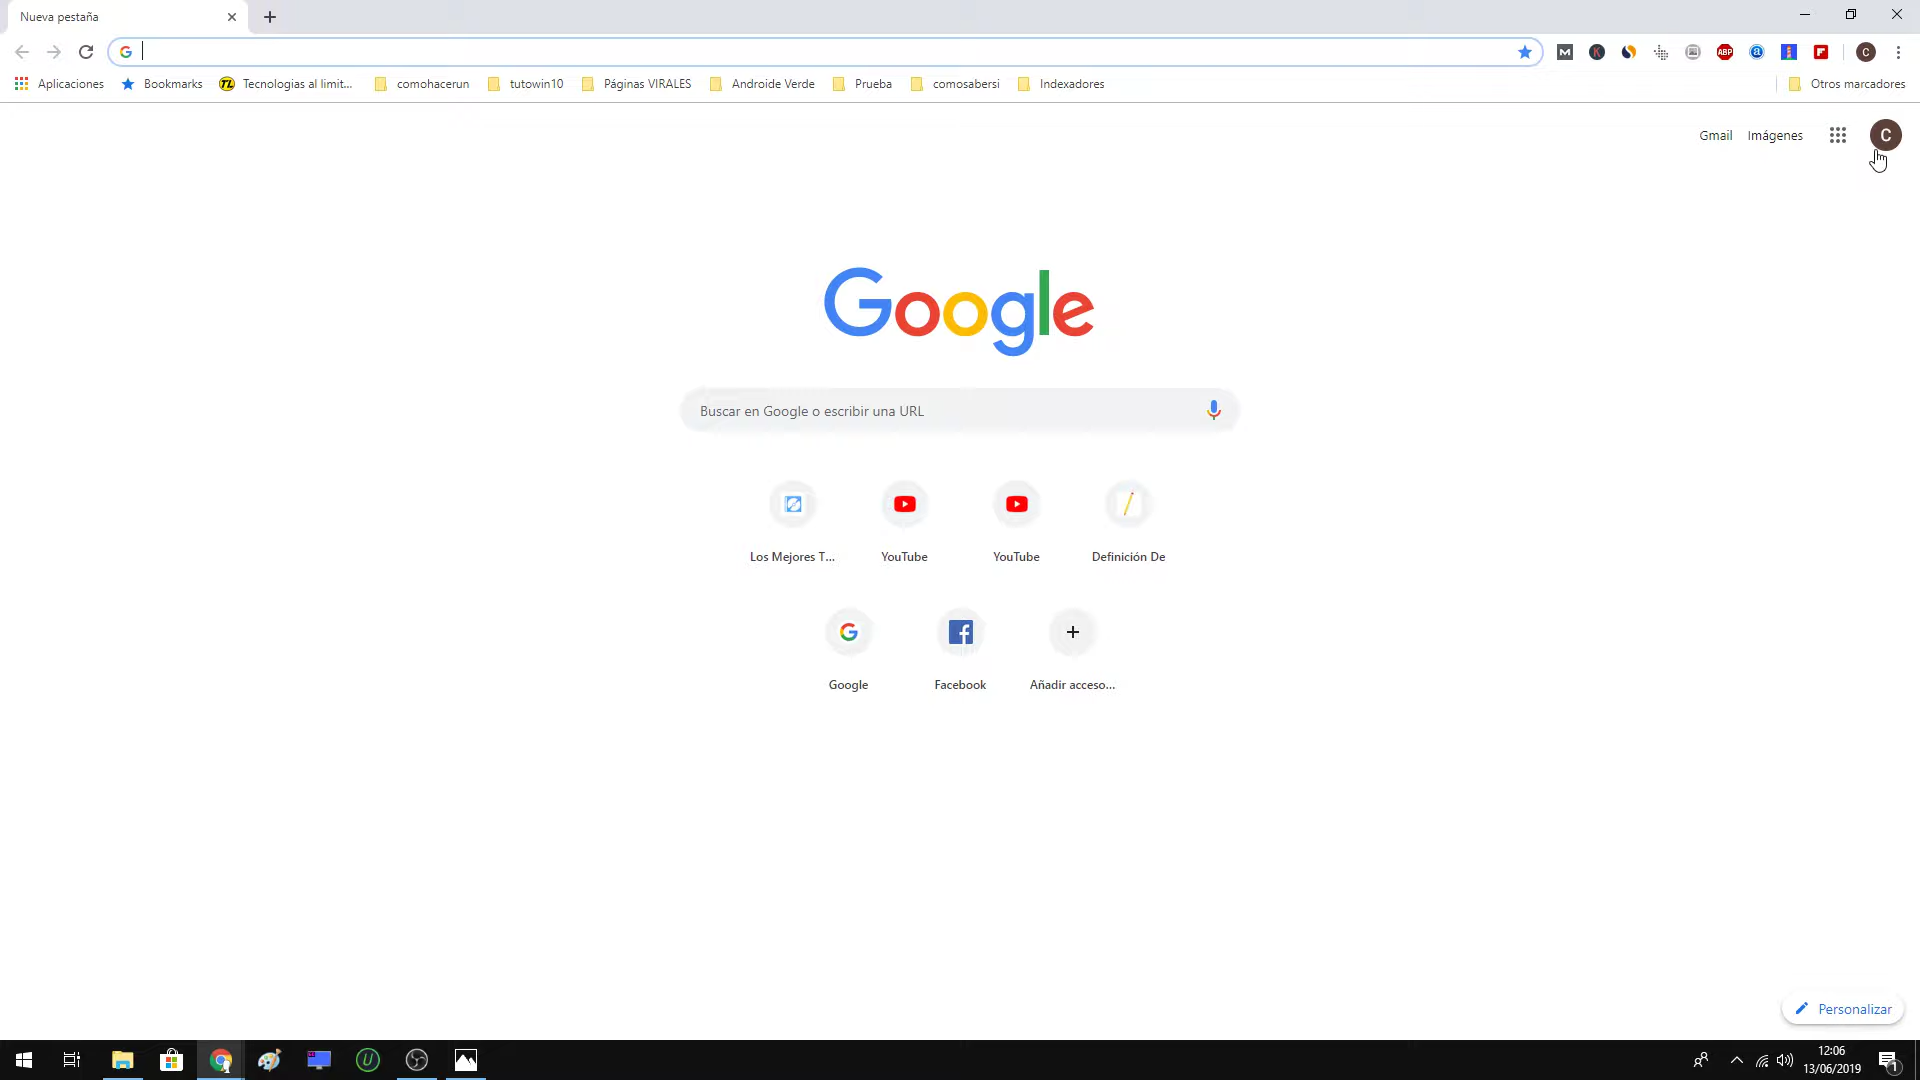 Nueva pestaña
Aplicaciones Bookmarks TL Tecnologias al limit... comohacerun tutowin10 Páginas VIRALES Androide Verde Prueba comosabersi Indexadores Otros marcadores
Gmail Imágenes C
Google
Buscar en Google o escribir una URL
Los Mejores T... YouTube YouTube Definición De
Google Facebook Añadir acceso...
Personalizar
12:06
13/06/2019